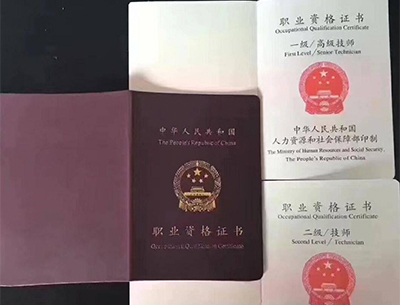 中华人民共和国
The People's Republic of China
职业资格证书
Occupational Qualification Certificate
职业资格证书
Occupational Qualification Certificate
一级/高级技师
First Level/Senior Technician
中华人民共和国
人力资源和社会保障部印制
The Ministry of Human Resources and Social Security,
The People's Republic of China
职业资格证书
Occupational Qualification Certificate
二级/技师
Second Level/Technician